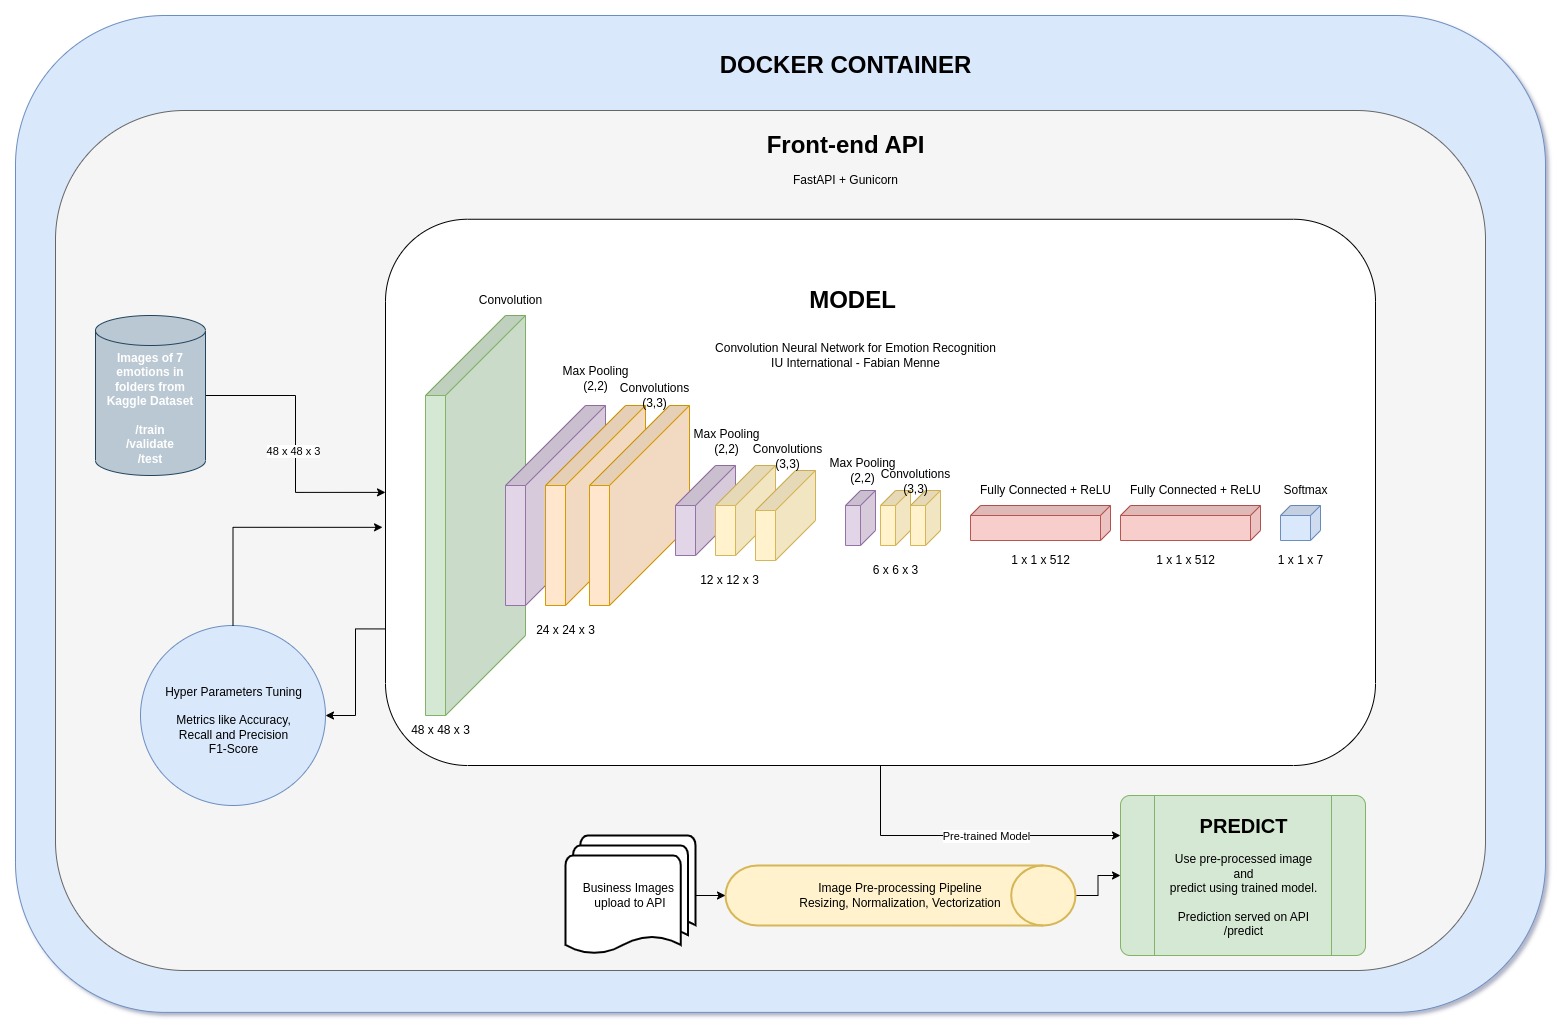 DOCKER CONTAINER
Front-end API
FastAPI + Gunicorn
MODEL
Convolution Neural Network for Emotion Recognition
IU International - Fabian Menne
Images of 7
emotions in
folders from
Kaggle Dataset
/train
/validate
/test
48 x 48 x 3
Convolution
48 x 48 x 3
Max Pooling
(2,2)
Convolutions
(3,3)
24 x 24 x 3
Max Pooling
(2,2)
Convolutions
(3,3)
12 x 12 x 3
Max Pooling
(2,2)
Convolutions
(3,3)
6 x 6 x 3
Fully Connected + ReLU
1 x 1 x 512
Fully Connected + ReLU
1 x 1 x 512
Softmax
1 x 1 x 7
Hyper Parameters Tuning
Metrics like Accuracy,
Recall and Precision
F1-Score
Pre-trained Model
Business Images
upload to API
Image Pre-processing Pipeline
Resizing, Normalization, Vectorization
PREDICT
Use pre-processed image
and
predict using trained model.
Prediction served on API
/predict